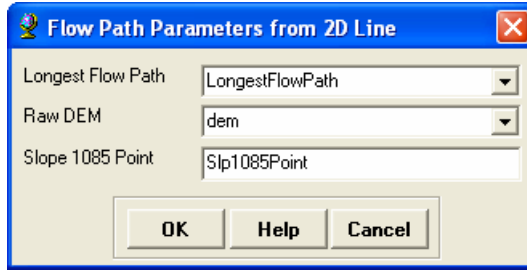 Flow Path Parameters from 2D Line
Longest Flow Path LongestFlowPath
Raw DEM dem
Slope 1085 Point Slp1085Point
OK Help Cancel